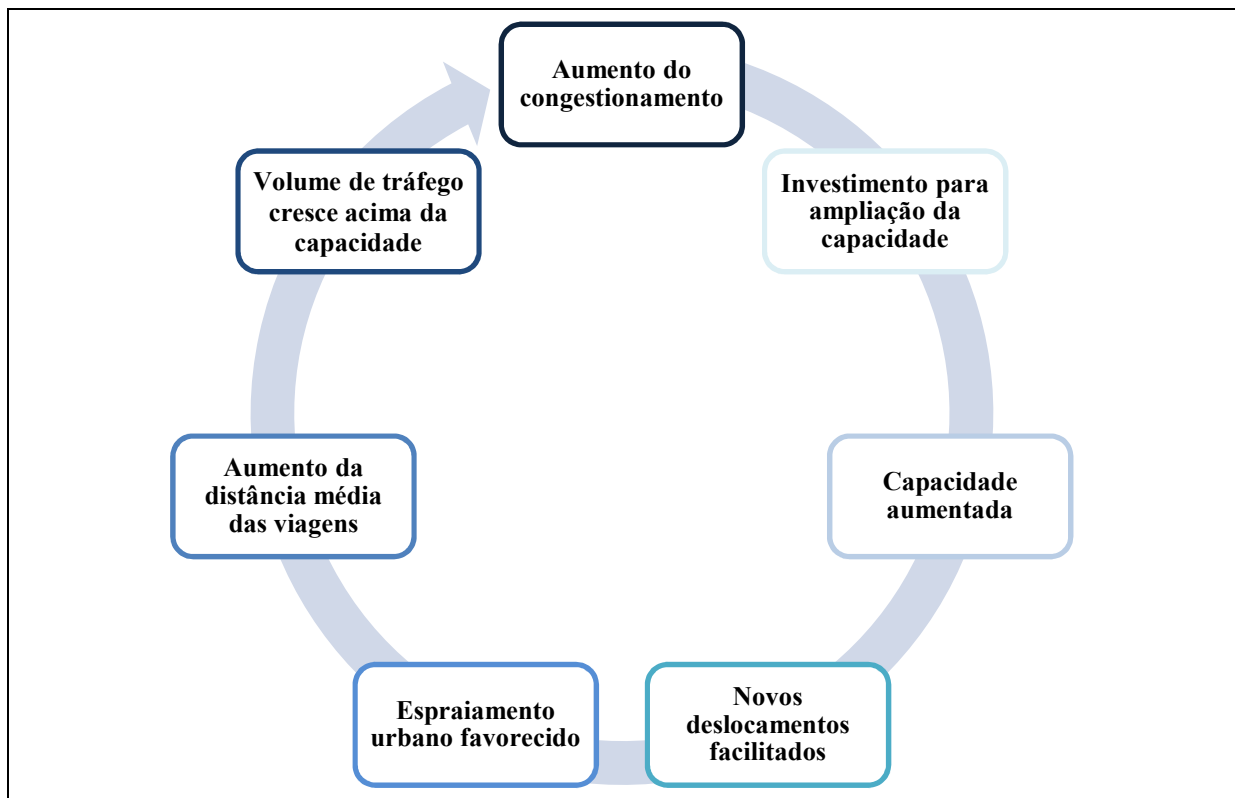 Aumento do
congestionamento
Investimento para
ampliação da
capacidade
Capacidade
aumentada
Novos
deslocamentos
facilitados
Espraiamento
urbano favorecido
Aumento da
distância média
das viagens
Volume de tráfego
cresce acima da
capacidade